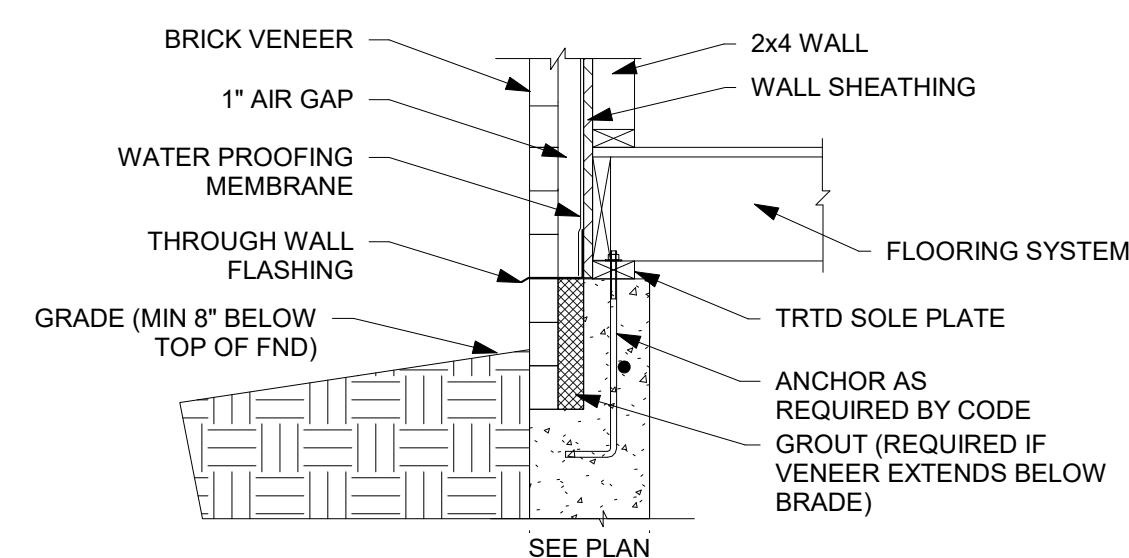 BRICK VENEER
1" AIR GAP
WATER PROOFING
MEMBRANE
THROUGH WALL
FLASHING
GRADE (MIN 8" BELOW
TOP OF FND)
2x4 WALL
WALL SHEATHING
FLOORING SYSTEM
TRTD SOLE PLATE
ANCHOR AS
REQUIRED BY CODE
GROUT (REQUIRED IF
VENEER EXTENDS BELOW
BRADE)
SEE PLAN